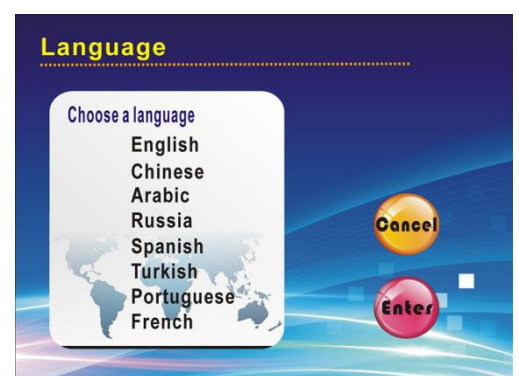 Language
Choose a language
English
Chinese
Arabic
Russia
Spanish
Turkish
Portuguese
French
Cancel
Enter